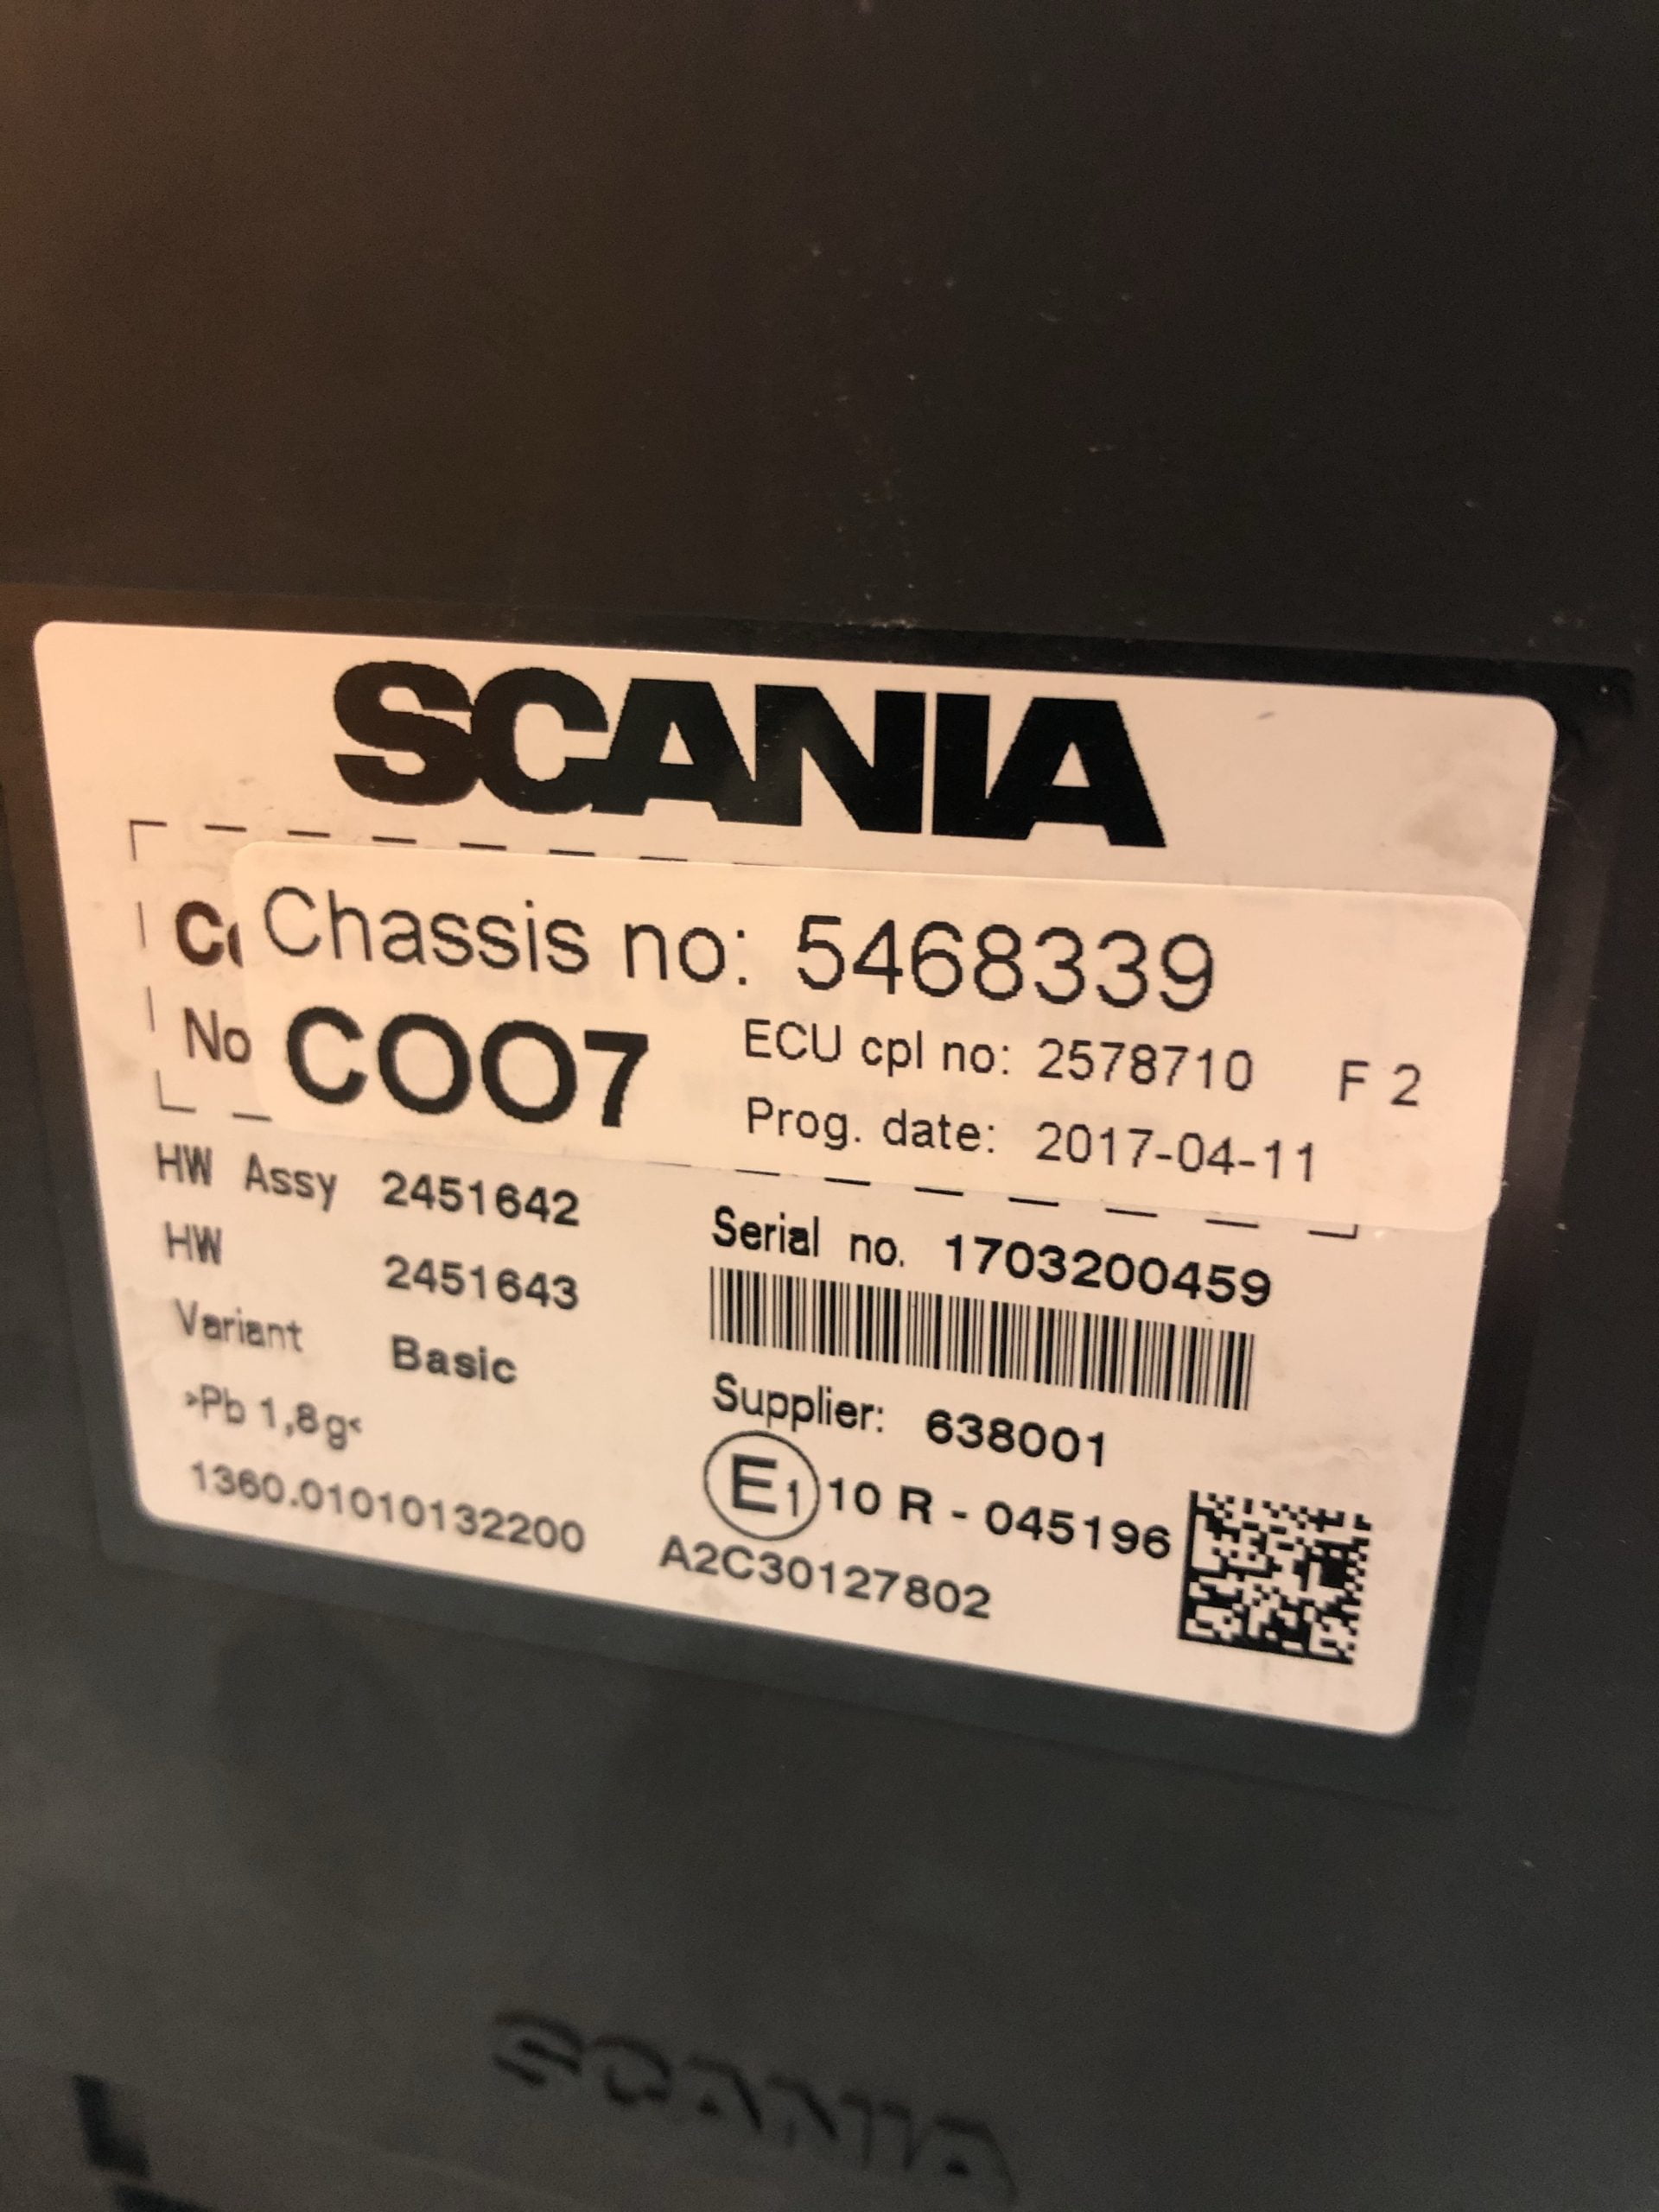 SCANIA
Chassis no: 5468339
No
COO7
ECU cpl no: 2578710 F 2
Prog. date: 2017-04-11
HW Assy 2451642
HW 2451643
Variant Basic
>Pb 1,8g<
1360.01010132200
Serial no. 1703200459
Supplier: 638001
E1 10 R - 045196
A2C30127802
SCANIA